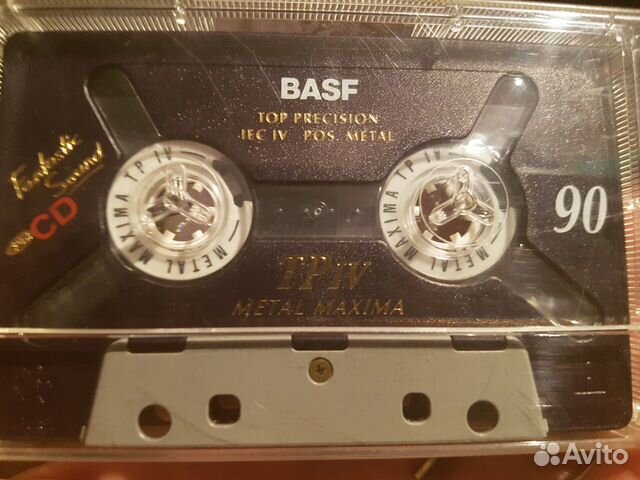 BASF
TOP PRECISION
IEC IV POS. METAL
Fantastic
Sound
CD
METAL MAXIMA TP IV
METAL MAXIMA TP IV
90
TP IV
METAL MAXIMA
Avito